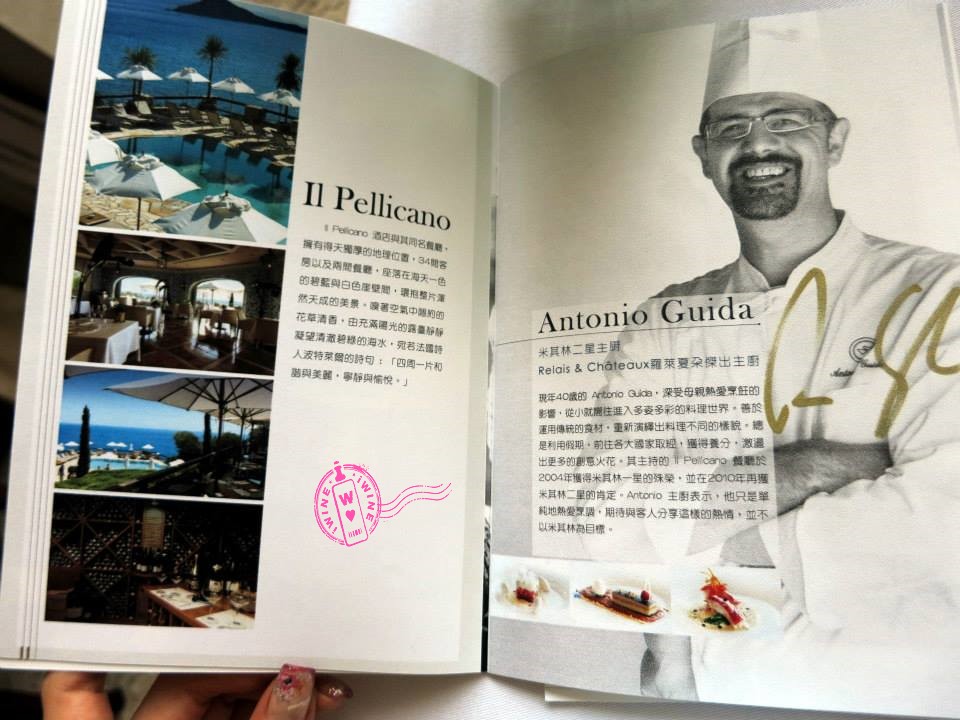 Il Pellicano
Il Pellicano 酒店與其同名餐廳，
擁有得天獨厚的地理位置，34間客
房以及兩間餐廳，座落在海天一色
的碧藍與白色崖壁間，環抱整片渾
然天成的美景。嗅著空氣中隱約的
花草清香，由充滿陽光的露臺靜靜
凝望清澈碧綠的海水，宛若法國詩
人波特萊爾的詩句：「四周一片和
諧與美麗，寧靜與愉悅。」
iWINE
iWINE
W
Antonio Guida
米其林二星主廚
Relais & Châteaux羅萊夏朵傑出主廚
現年40歲的 Antonio Guida，深受母親熱愛烹飪的
影響，從小就嚮往進入多姿多彩的料理世界。善於
運用傳統的食材，重新演繹出料理不同的樣貌。總
是利用假期，前往各大國家取經，獲得養分，激盪
出更多的創意火花。其主持的 Il Pellicano 餐廳於
2004年獲得米其林一星的殊榮，並在2010年再獲
米其林二星的肯定。Antonio 主廚表示，他只是單
純地熱愛烹調，期待與客人分享這樣的熱情，並不
以米其林為目標。